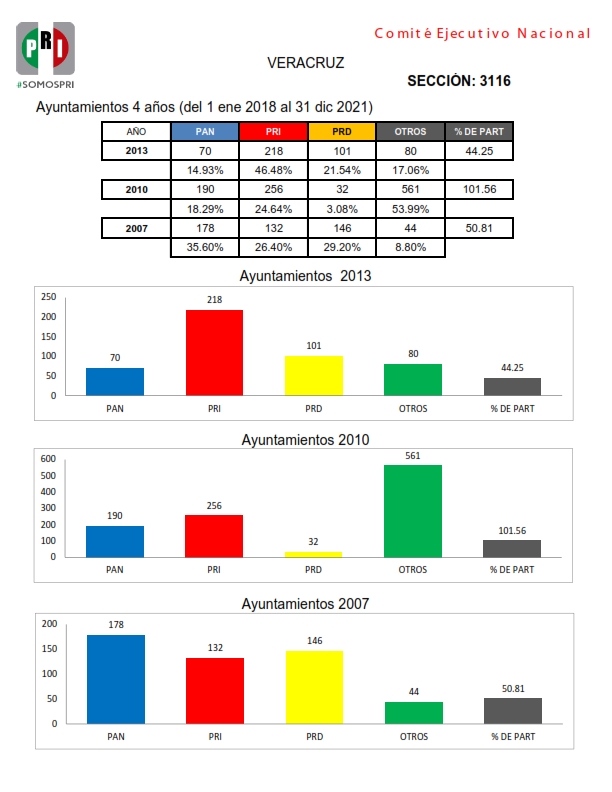 PRI
#SOMOSPRI
Comité Ejecutivo Nacional
VERACRUZ
SECCIÓN: 3116
Ayuntamientos 4 años (del 1 ene 2018 al 31 dic 2021)
AÑO PAN PRI PRD OTROS % DE PART
2013 70 218 101 80 44.25
14.93% 46.48% 21.54% 17.06%
2010 190 256 32 561 101.56
18.29% 24.64% 3.08% 53.99%
2007 178 132 146 44 50.81
35.60% 26.40% 29.20% 8.80%
Ayuntamientos 2013
250
218
200
150
101
100
70
80
50
44.25
0
PAN PRI PRD OTROS % DE PART
Ayuntamientos 2010
600
561
500
400
300
256
200
190
100
101.56
32
0
PAN PRI PRD OTROS % DE PART
Ayuntamientos 2007
200
178
150
146
132
100
50
50.81
44
0
PAN PRI PRD OTROS % DE PART